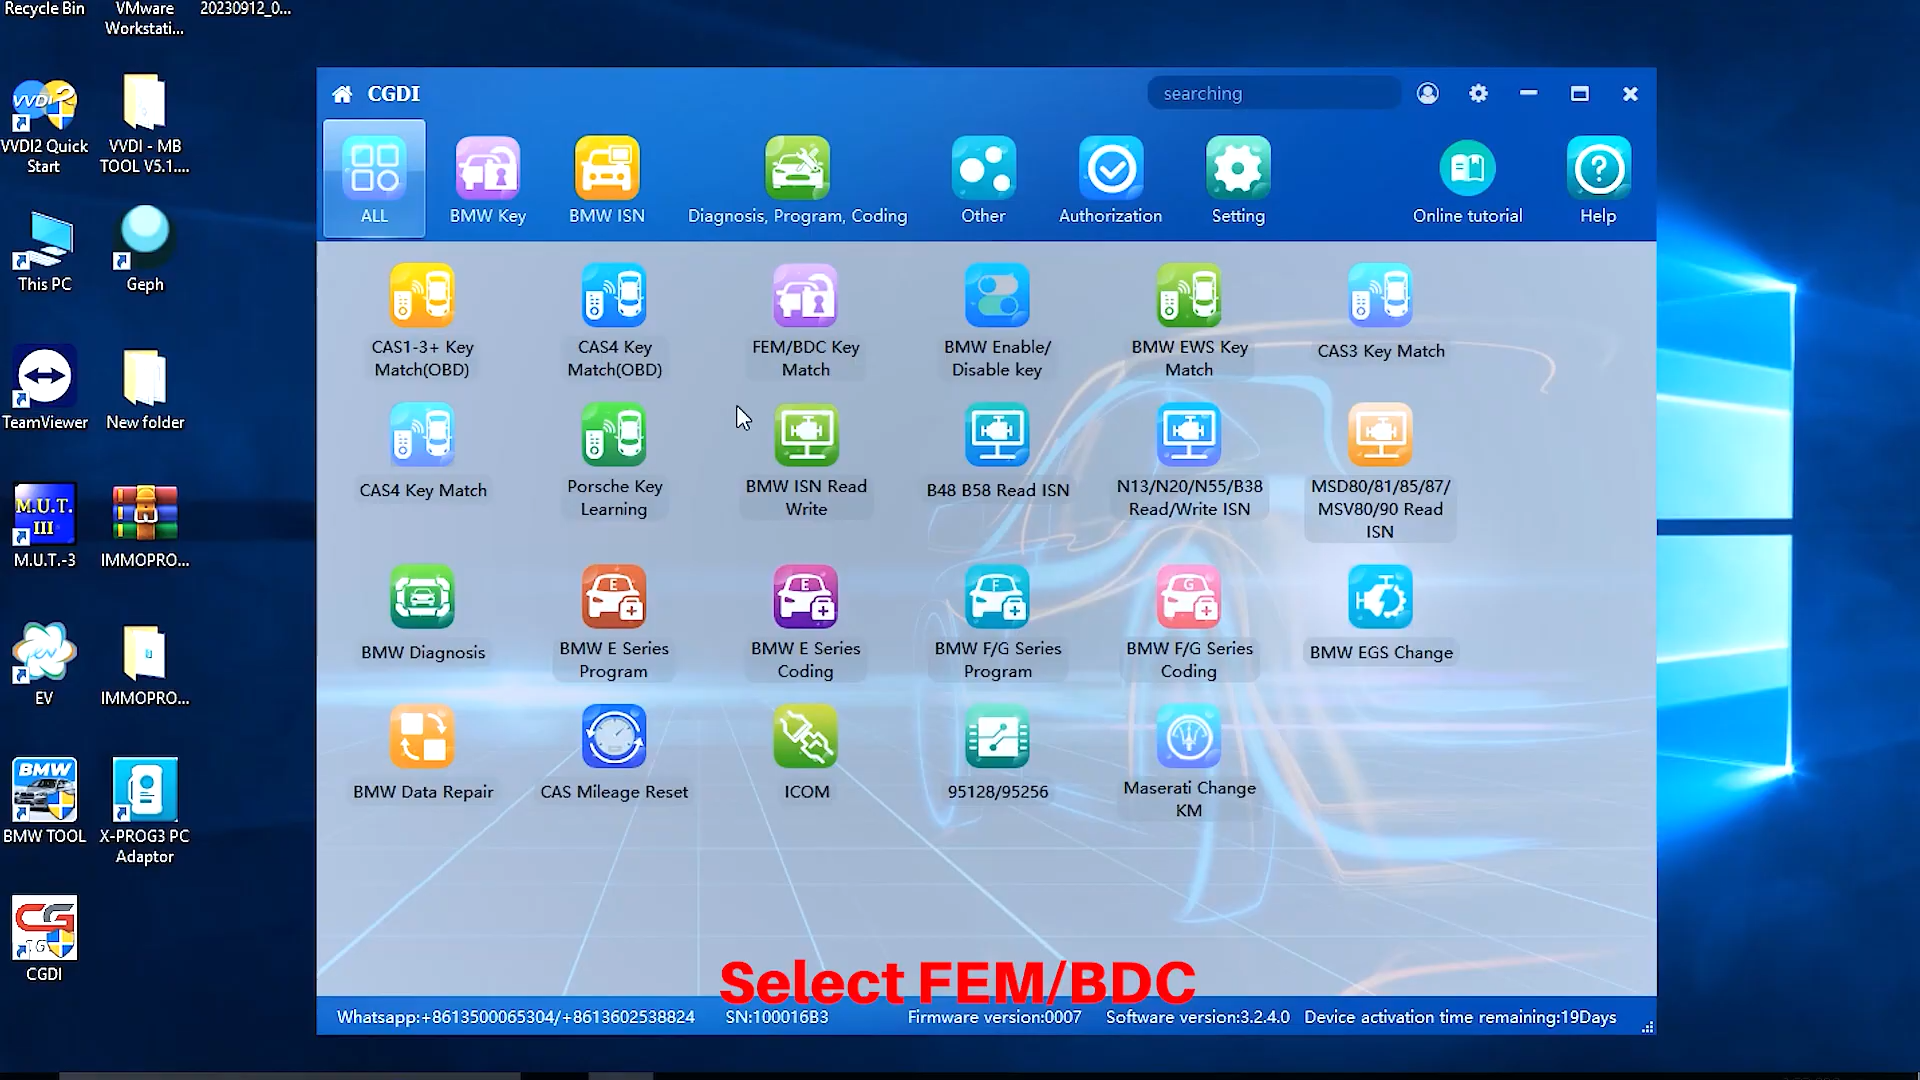 Recycle Bin
VMware
Workstati...
20230912_0...
VVDI2 Quick
Start
VVDI - MB
TOOL V5.1....
This PC
Geph
TeamViewer
New folder
M.U.T.
III
M.U.T.-3
IMMOPRO...
EV
IMMOPRO...
BMW
BMW TOOL
X-PROG3 PC
Adaptor
CG
CGDI
CGDI
searching
ALL
BMW Key
BMW ISN
Diagnosis, Program, Coding
Other
Authorization
Setting
Online tutorial
Help
CAS1-3+ Key
Match(OBD)
CAS4 Key
Match(OBD)
FEM/BDC Key
Match
BMW Enable/
Disable key
BMW EWS Key
Match
CAS3 Key Match
CAS4 Key Match
Porsche Key
Learning
BMW ISN Read
Write
B48 B58 Read ISN
N13/N20/N55/B38
Read/Write ISN
MSD80/81/85/87/
MSV80/90 Read
ISN
BMW Diagnosis
E
BMW E Series
Program
E
BMW E Series
Coding
F
BMW F/G Series
Program
G
BMW F/G Series
Coding
BMW EGS Change
BMW Data Repair
CAS Mileage Reset
ICOM
95128/95256
Maserati Change
KM
Select FEM/BDC
Whatsapp:+8613500065304/+8613602538824
SN:100016B3
Firmware version:0007
Software version:3.2.4.0
Device activation time remaining:19Days